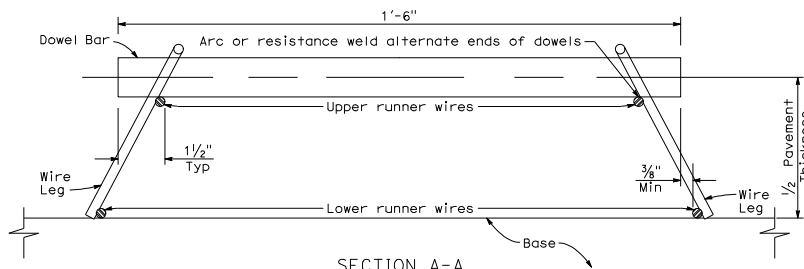 1'-6"
Dowel Bar
Arc or resistance weld alternate ends of dowels
Upper runner wires
1½"
Typ
Wire
Leg
⅜"
Min
Wire
Leg
½ Pavement
Thickness
Lower runner wires
Base
SECTION A-A